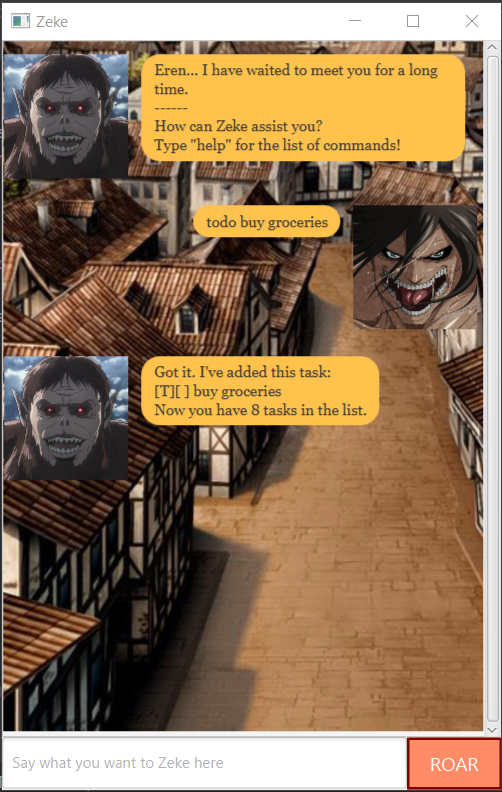 Zeke
Eren... I have waited to meet you for a long
time.
------
How can Zeke assist you?
Type "help" for the list of commands!
todo buy groceries
Got it. I've added this task:
[T][ ] buy groceries
Now you have 8 tasks in the list.
Say what you want to Zeke here
ROAR